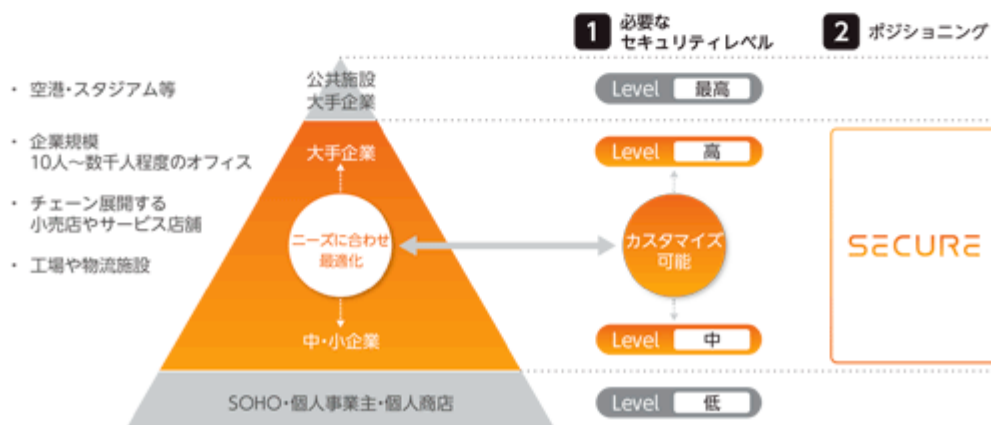 1 必要な
セキュリティレベル
2 ポジショニング
・ 空港・スタジアム等
・ 企業規模
10人～数千人程度のオフィス
・ チェーン展開する
小売店やサービス店舗
・ 工場や物流施設
公共施設
大手企業
大手企業
ニーズに合わせ
最適化
中・小企業
SOHO・個人事業主・個人商店
Level 最高
Level 高
カスタマイズ
可能
Level 中
Level 低
SECURE